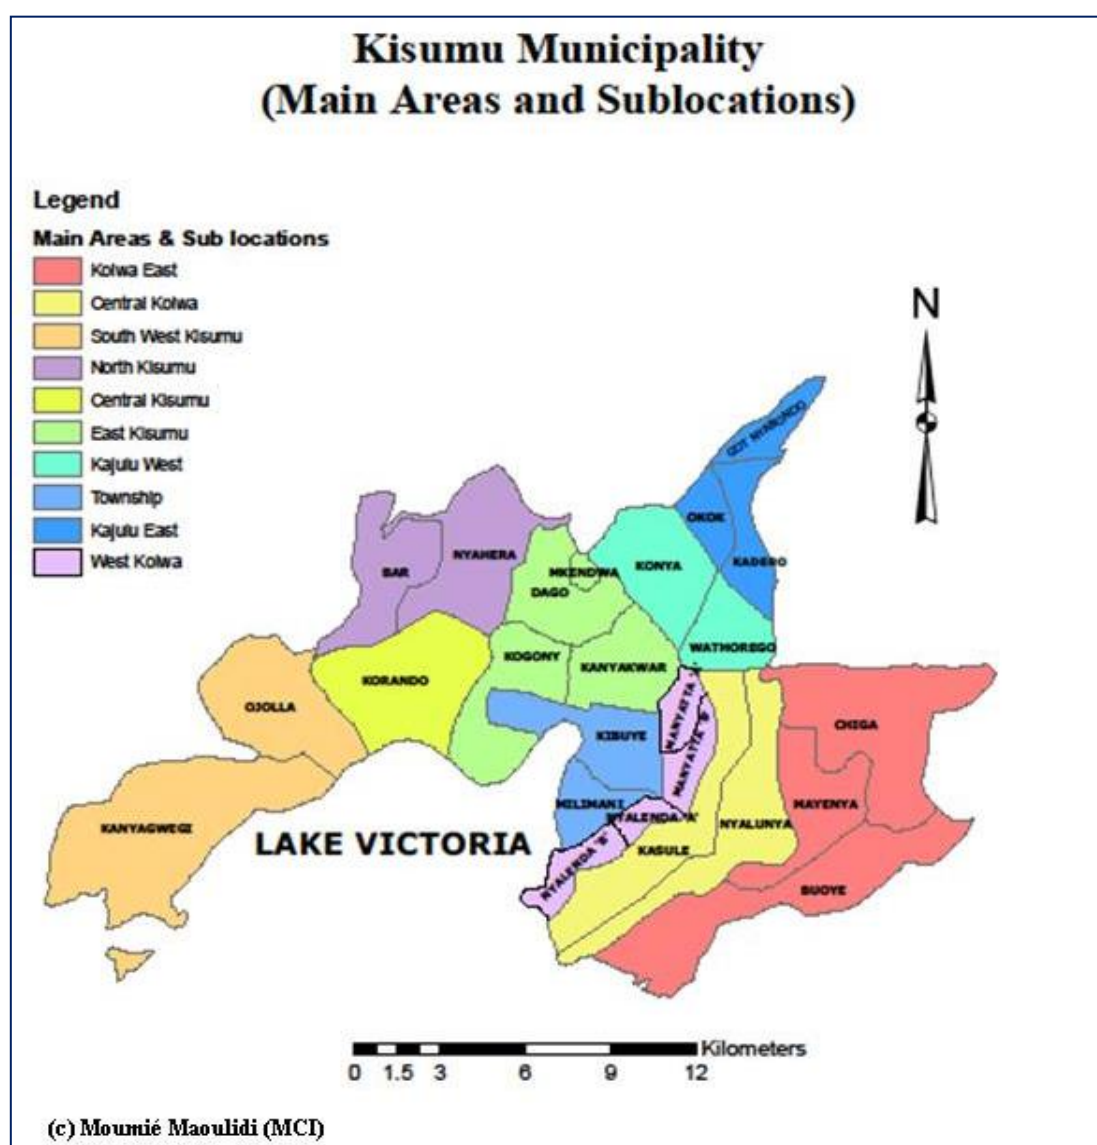 Kisumu Municipality
(Main Areas and Sublocations)
Legend
Main Areas & Sub locations
Kolwa East
Central Kolwa
South West Kisumu
North Kisumu
Central Kisumu
East Kisumu
Kajulu West
Township
Kajulu East
West Kolwa
N
GOT NYABONDO
OKOK
KADERO
BAR
NYAHERA
MKENDWA
DAGO
KONYA
WATHOREGO
KOGONY
KANYAKWAR
KORANDO
OJOLLA
MANYATTA 'A'
MANYATTA 'B'
KIBUYE
CHIGA
MILIMANI
NYALENDA 'A'
NYALENDA 'B'
KASULE
NYALUNYA
MAYENYA
BUOYE
KANYAGWEGI
LAKE VICTORIA
Kilometers
0 1.5 3 6 9 12
(c) Moumié Maoulidi (MCI)